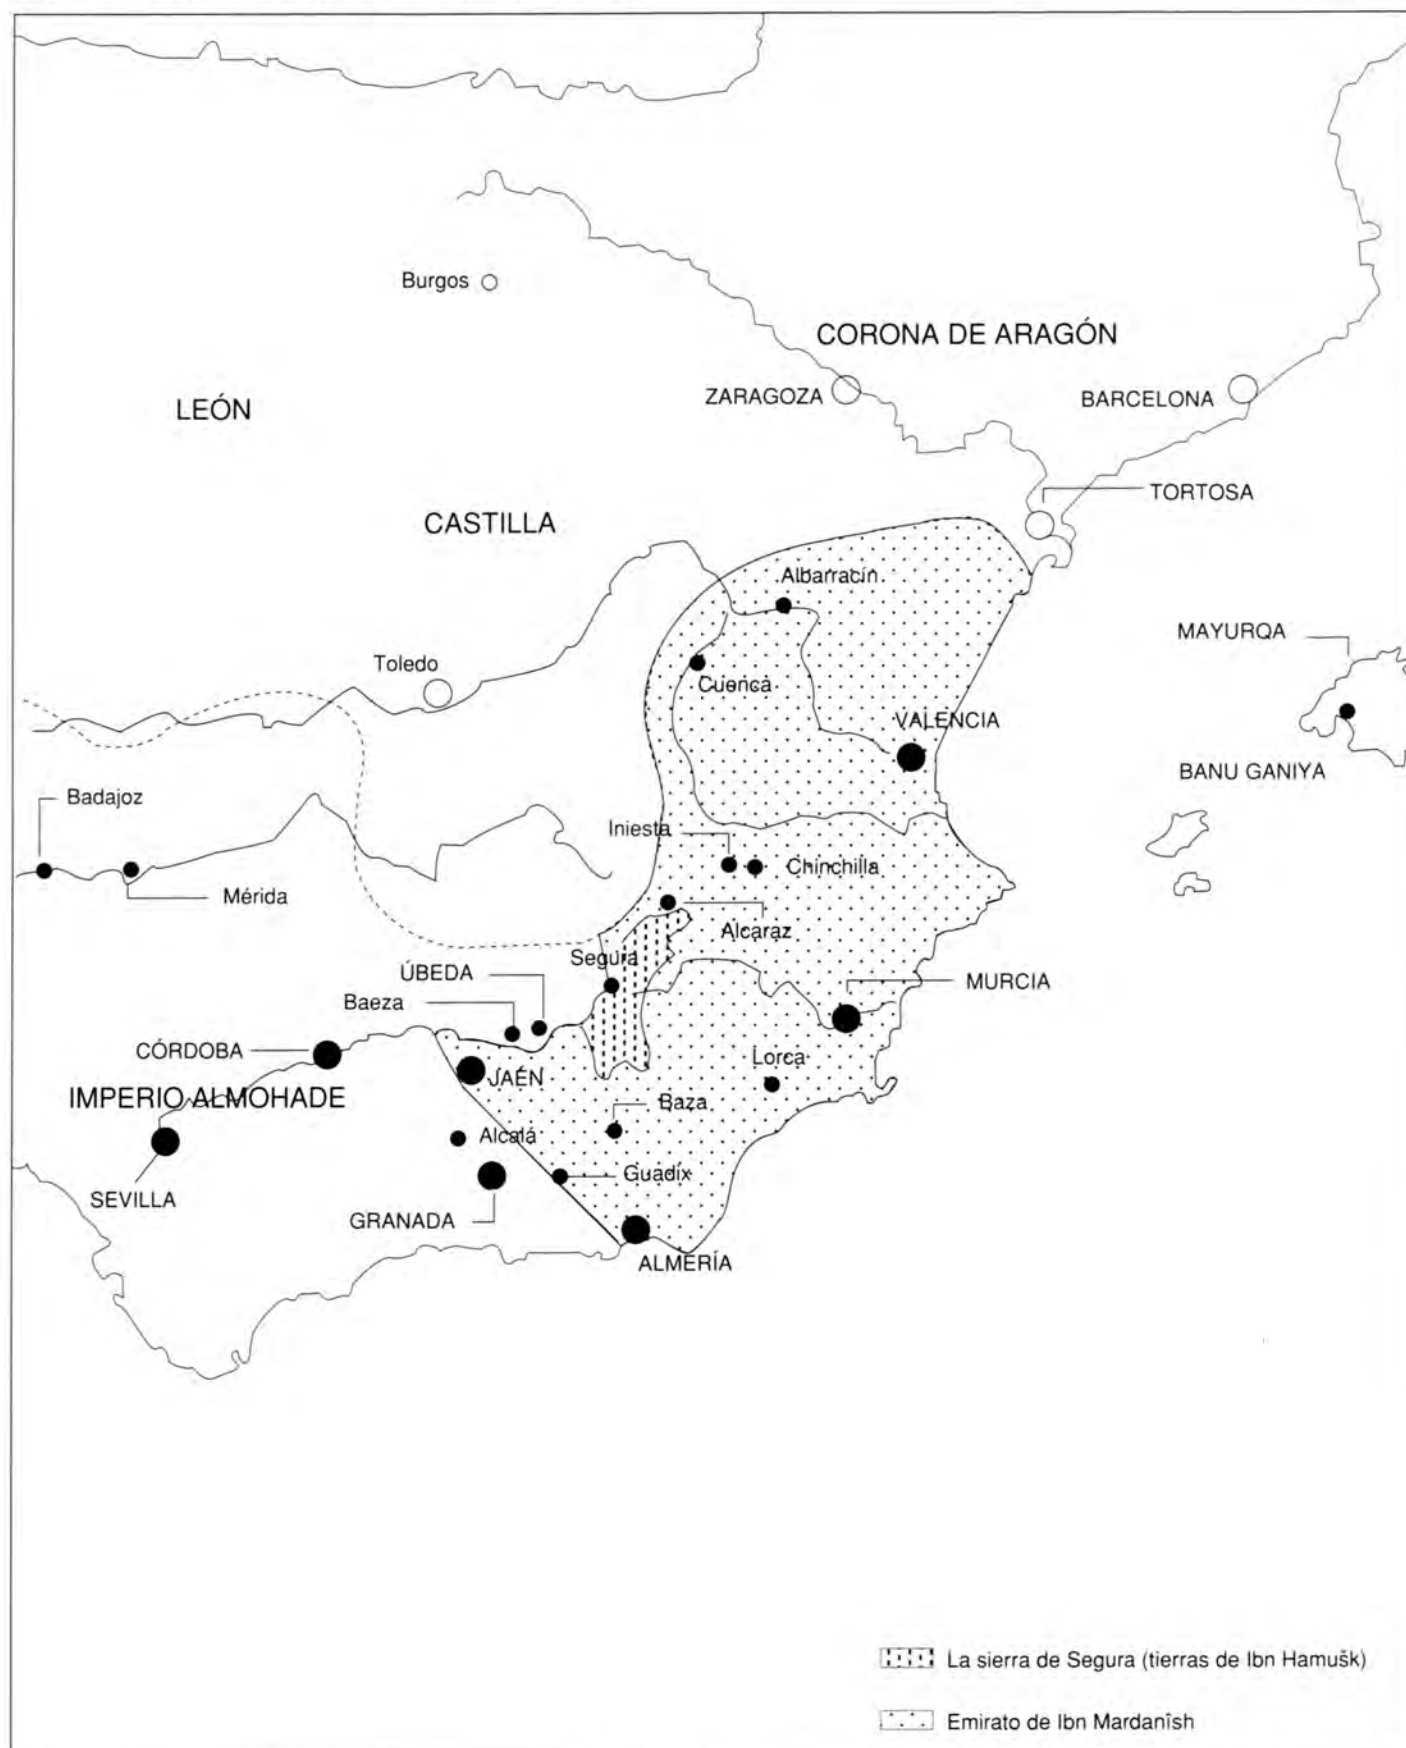 Burgos
CORONA DE ARAGÓN
ZARAGOZA
BARCELONA
LEÓN
TORTOSA
CASTILLA
Albarracín
MAYURQA
Toledo
Cuenca
VALENCIA
BANU GANIYA
Badajoz
Iniesta
Chinchilla
Mérida
Alcaraz
Segura
ÚBEDA
MURCIA
Baeza
CÓRDOBA
Lorca
JAÉN
IMPERIO ALMOHADE
Baza
Alcalá
Guadíx
SEVILLA
GRANADA
ALMERÍA
La sierra de Segura (tierras de Ibn Hamušk)
Emirato de Ibn Mardanîsh